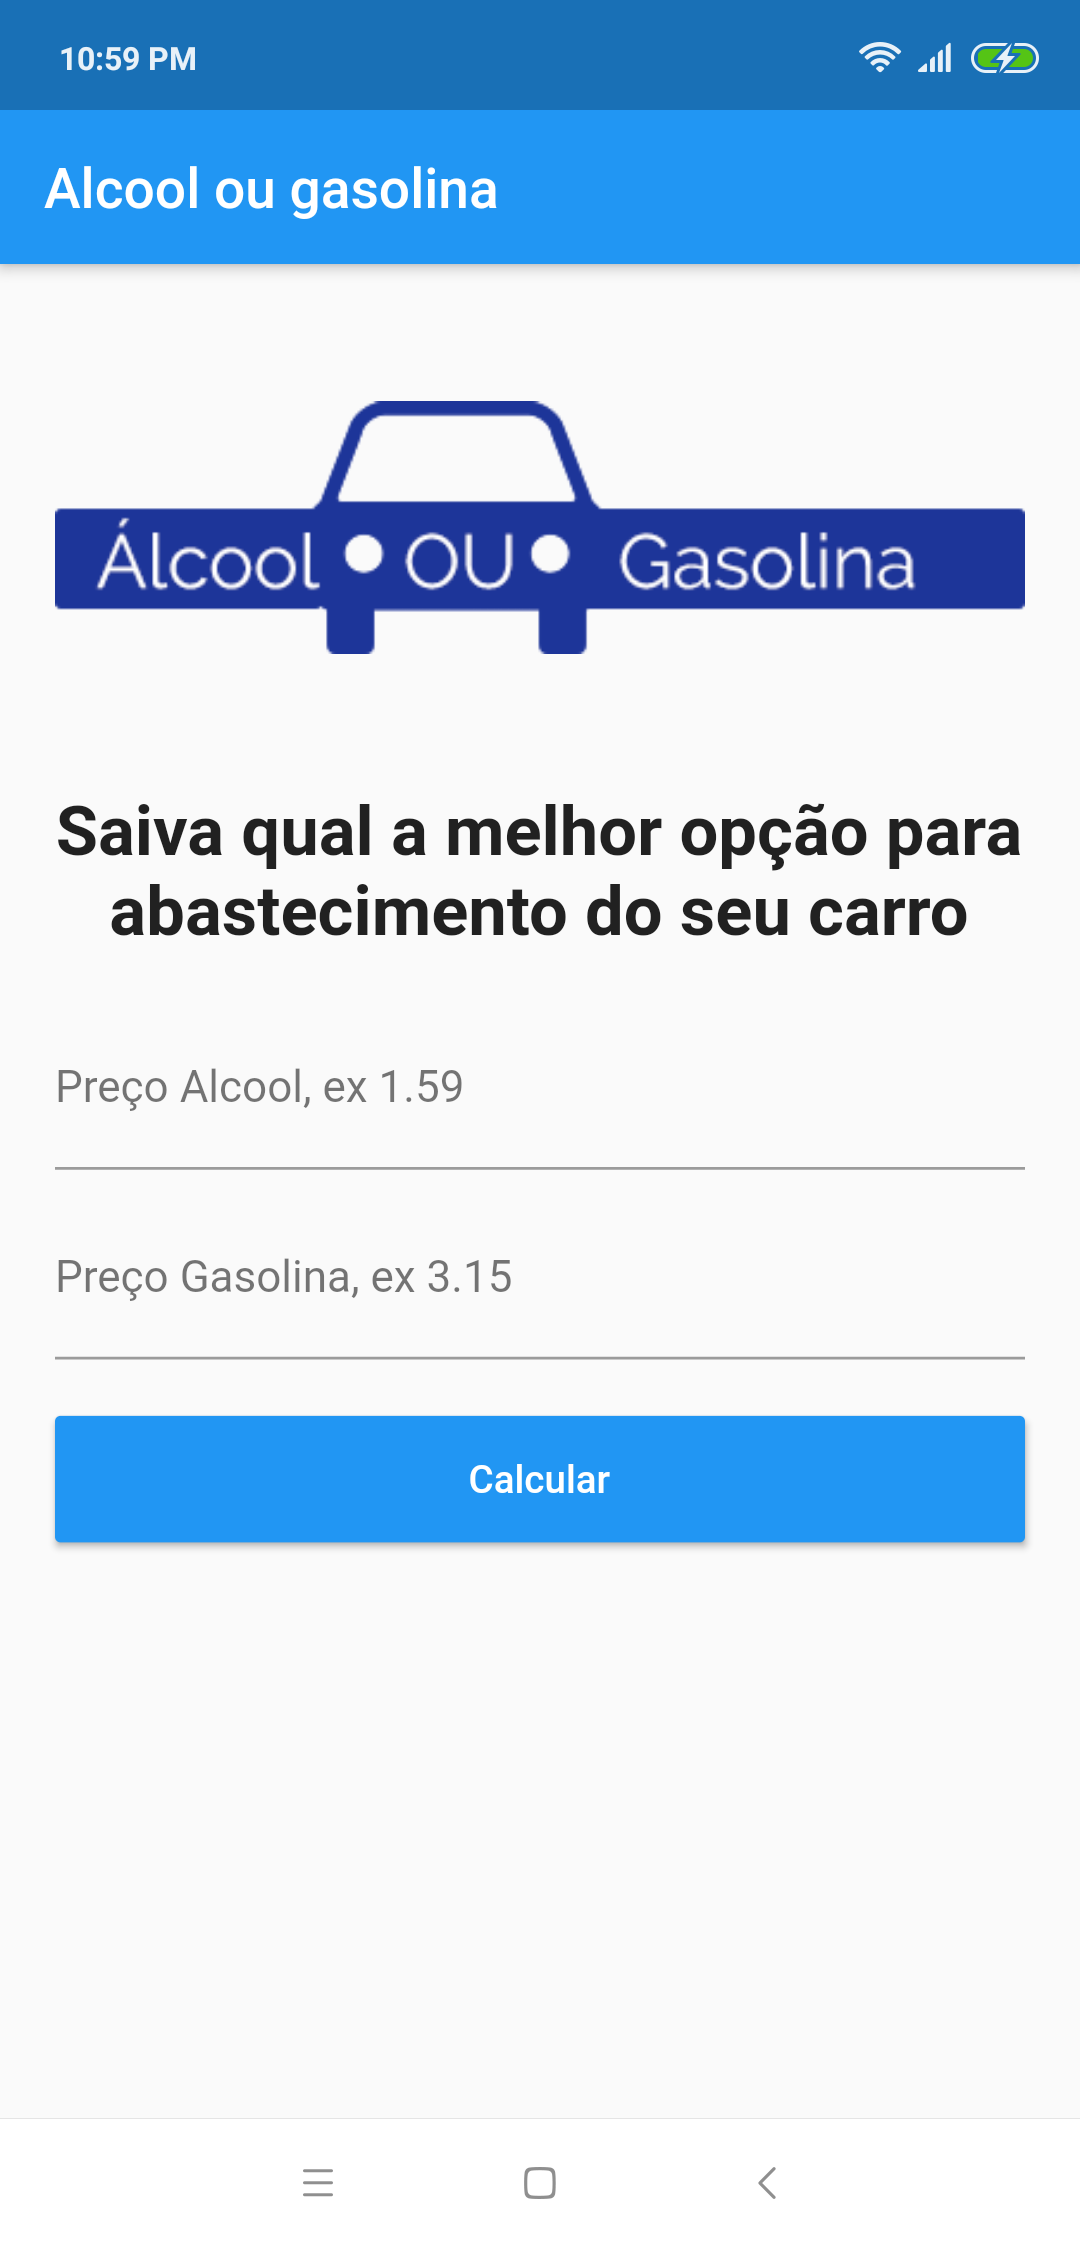 10:59 PM
Alcool ou gasolina
Álcool OU Gasolina
Saiva qual a melhor opção para
abastecimento do seu carro
Preço Alcool, ex 1.59
Preço Gasolina, ex 3.15
Calcular